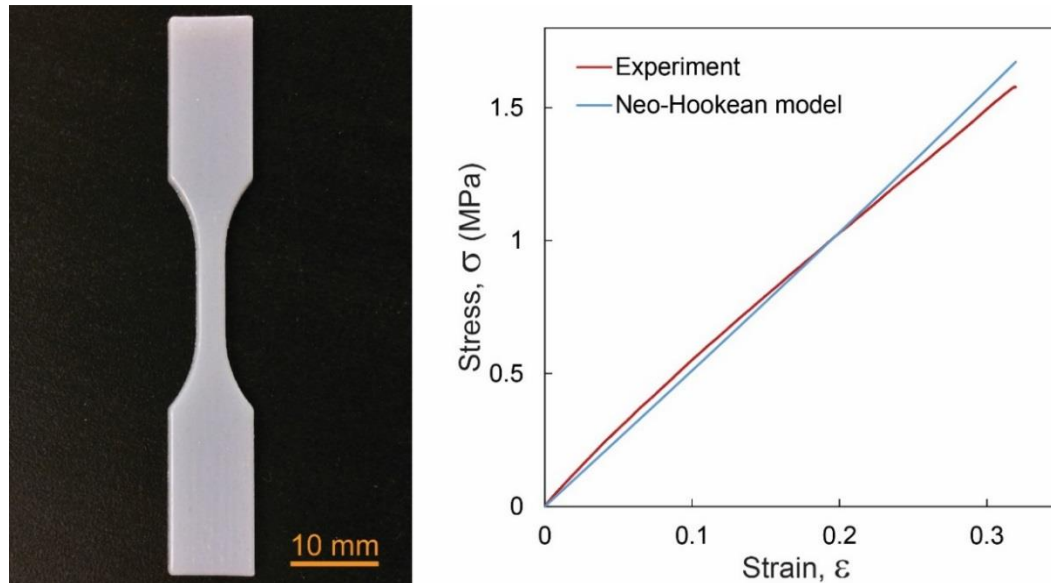 10 mm
Experiment
Neo-Hookean model
Stress, σ (MPa)
1.5
1
0.5
0
0
0.1
0.2
0.3
Strain, ε